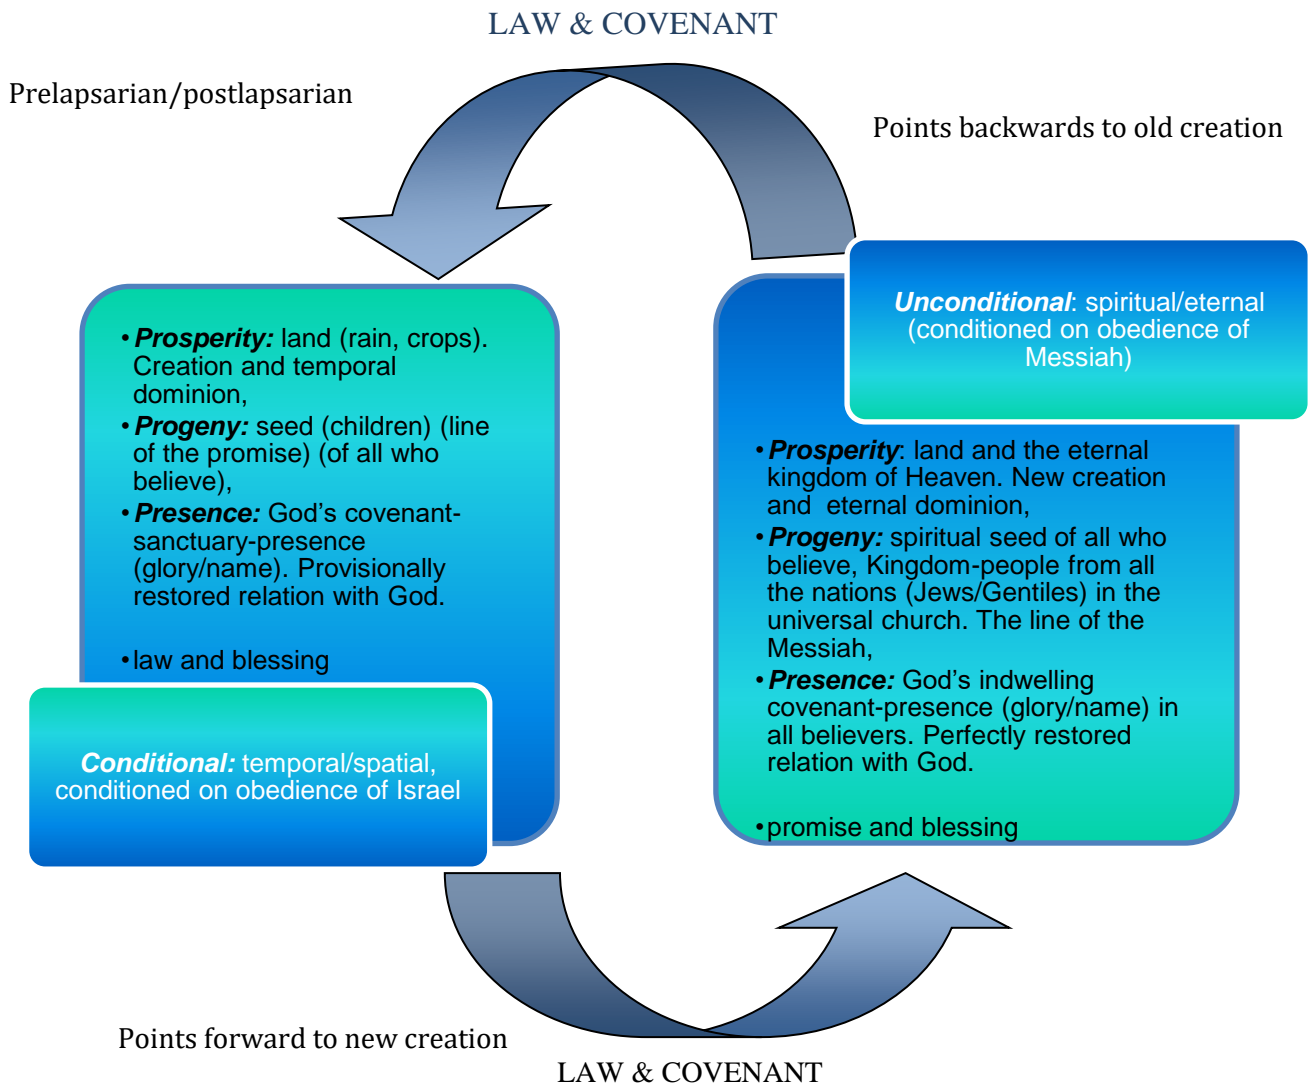 LAW & COVENANT
Prelapsarian/postlapsarian
Points backwards to old creation
• Prosperity: land (rain, crops).
Creation and temporal
dominion,
• Progeny: seed (children) (line
of the promise) (of all who
believe),
• Presence: God’s covenant-
sanctuary-presence
(glory/name). Provisionally
restored relation with God.
• law and blessing
Conditional: temporal/spatial,
conditioned on obedience of Israel
Unconditional: spiritual/eternal
(conditioned on obedience of
Messiah)
• Prosperity: land and the eternal
kingdom of Heaven. New creation
and eternal dominion,
• Progeny: spiritual seed of all who
believe, Kingdom-people from all
the nations (Jews/Gentiles) in the
universal church. The line of the
Messiah,
• Presence: God’s indwelling
covenant-presence (glory/name) in
all believers. Perfectly restored
relation with God.
• promise and blessing
Points forward to new creation
LAW & COVENANT